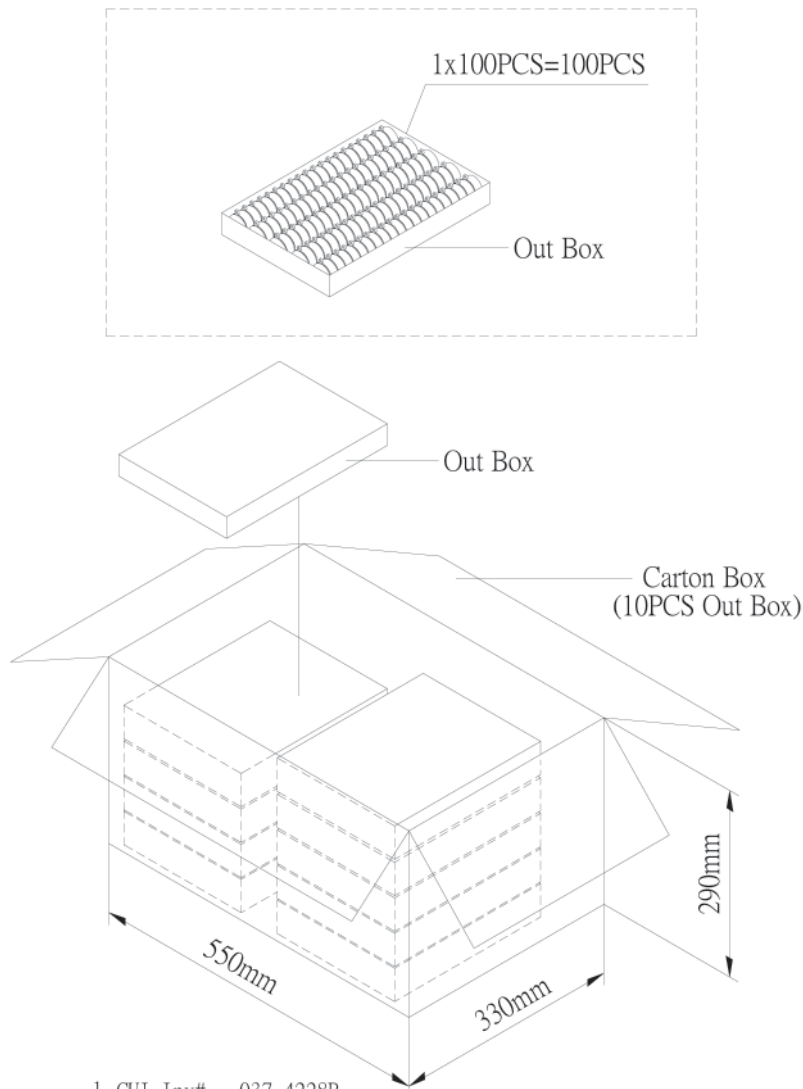 1x100PCS=100PCS
Out Box
Out Box
Carton Box
(10PCS Out Box)
290mm
550mm
330mm